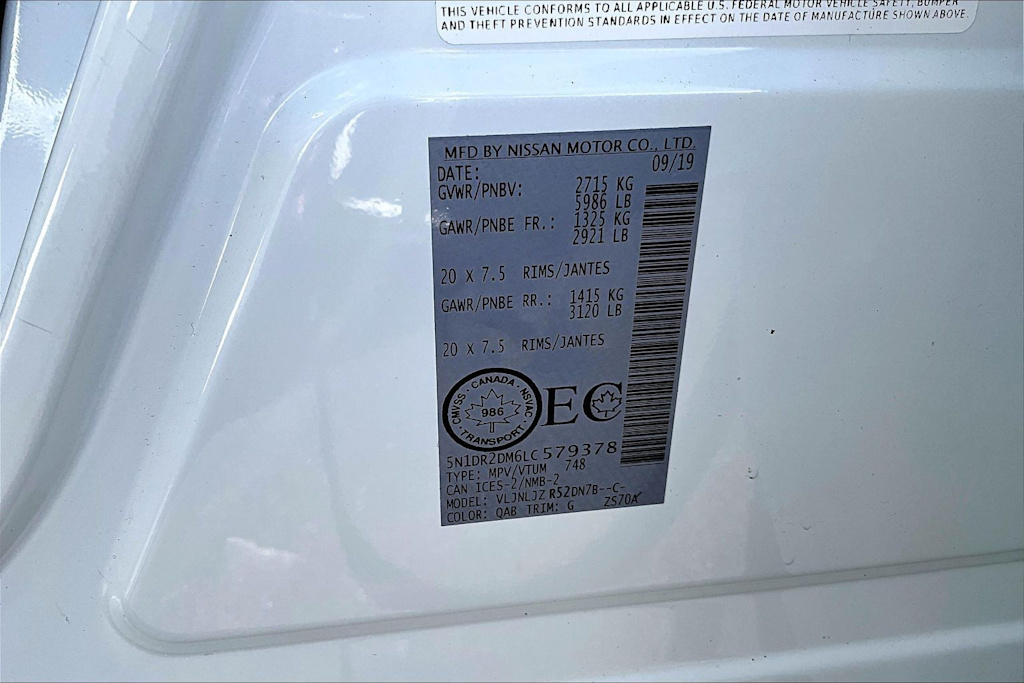 THIS VEHICLE CONFORMS TO ALL APPLICABLE U.S. FEDERAL MOTOR VEHICLE SAFETY, BUMPER
AND THEFT PREVENTION STANDARDS IN EFFECT ON THE DATE OF MANUFACTURE SHOWN ABOVE.
MFD BY NISSAN MOTOR CO., LTD.
DATE: 09/19
GVWR/PNBV: 2715 KG
5986 LB
GAWR/PNBE FR.: 1325 KG
2921 LB
20 X 7.5 RIMS/JANTES
GAWR/PNBE RR.: 1415 KG
3120 LB
20 X 7.5 RIMS/JANTES
CMVSS · CANADA · NSVAC
986
· TRANSPORT ·
EC
5N1DR2DM6LC579378
TYPE: MPV/VTUM 748
CAN ICES-2/NMB-2
MODEL: VLJNLJZ R52DN7B--C-
COLOR: QAB TRIM: G ZS70A